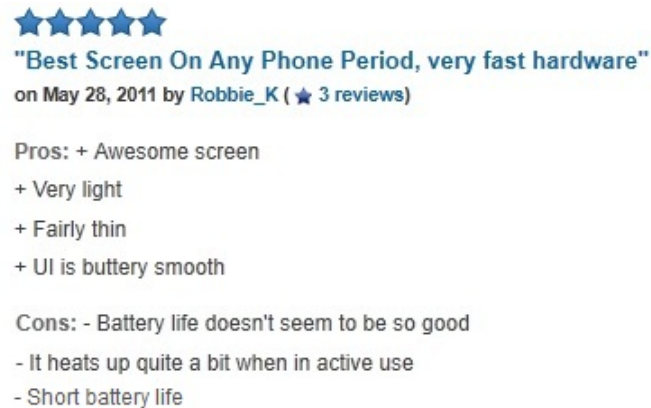 "Best Screen On Any Phone Period, very fast hardware"
on May 28, 2011 by Robbie_K ( 3 reviews)
Pros: + Awesome screen
+ Very light
+ Fairly thin
+ UI is buttery smooth
Cons: - Battery life doesn't seem to be so good
- It heats up quite a bit when in active use
- Short battery life